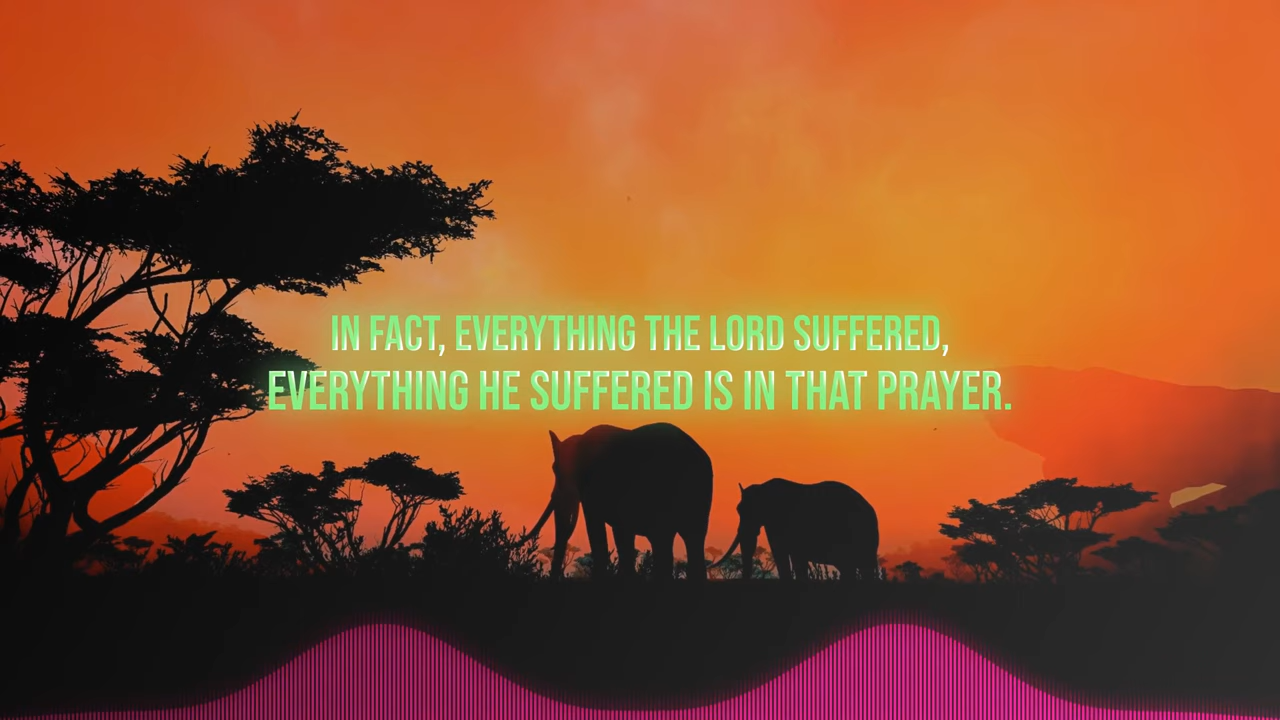 IN FACT, EVERYTHING THE LORD SUFFERED,
EVERYTHING HE SUFFERED IS IN THAT PRAYER.